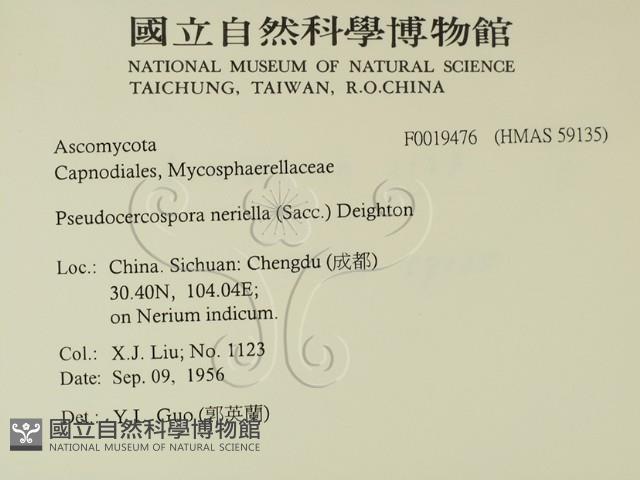 國立自然科學博物館
NATIONAL MUSEUM OF NATURAL SCIENCE
TAICHUNG, TAIWAN, R.O.CHINA
Ascomycota F0019476 (HMAS 59135)
Capnodiales, Mycosphaerellaceae
Pseudocercospora neriella (Sacc.) Deighton
Loc.: China. Sichuan: Chengdu (成都)
30.40N, 104.04E;
on Nerium indicum.
Col.: X.J. Liu; No. 1123
Date: Sep. 09, 1956
Det.: Y.L. Guo (郭英蘭)
國立自然科學博物館
NATIONAL MUSEUM OF NATURAL SCIENCE